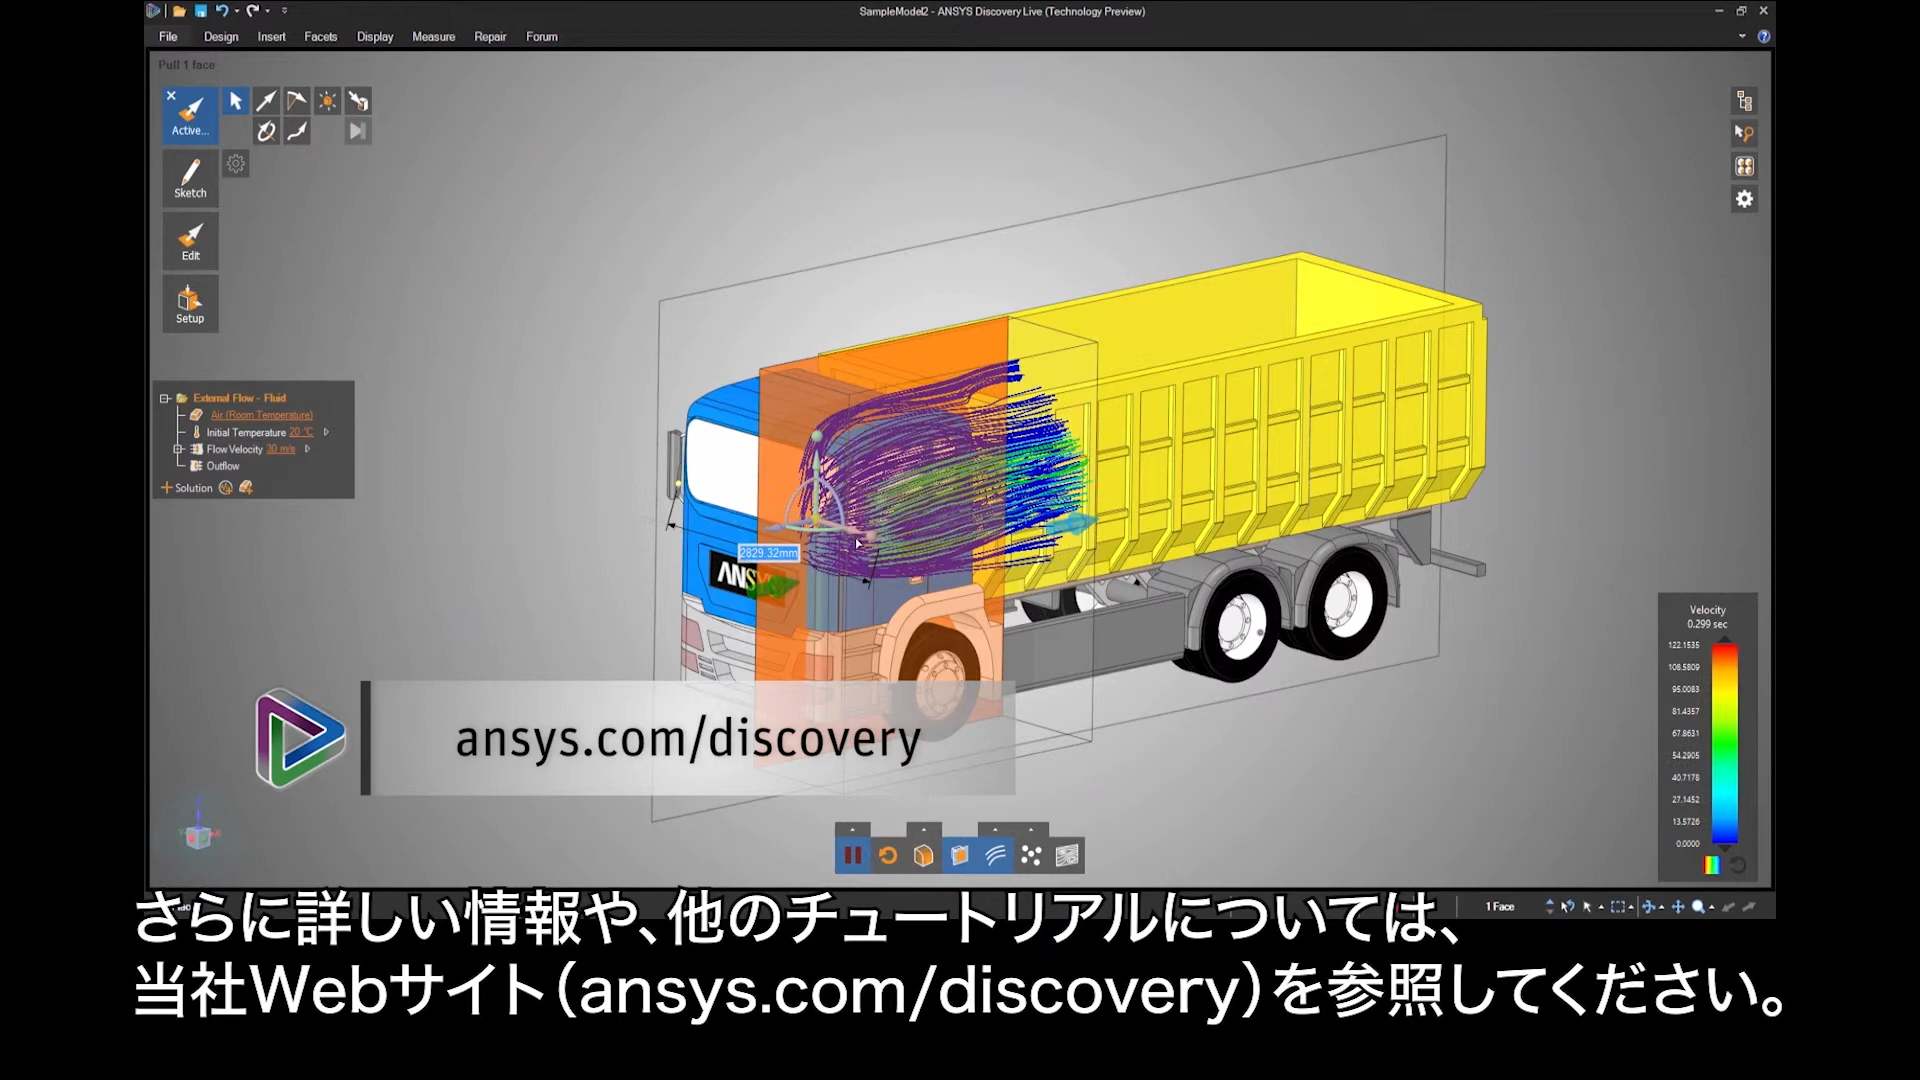 SampleModel2 - ANSYS Discovery Live (Technology Preview)
File Design Insert Facets Display Measure Repair Forum
Pull 1 face
Active...
Sketch
Edit
Setup
External Flow - Fluid
Air (Room Temperature)
Initial Temperature 20 °C
Flow Velocity 30 m/s
Outflow
Solution
2829.32mm
ANSYS
ansys.com/discovery
Velocity
0.299 sec
122.1535
108.5809
95.0083
81.4357
67.8631
54.2905
40.7178
27.1452
13.5726
0.0000
1 Face
さらに詳しい情報や、他のチュートリアルについては、
当社Webサイト（ansys.com/discovery）を参照してください。